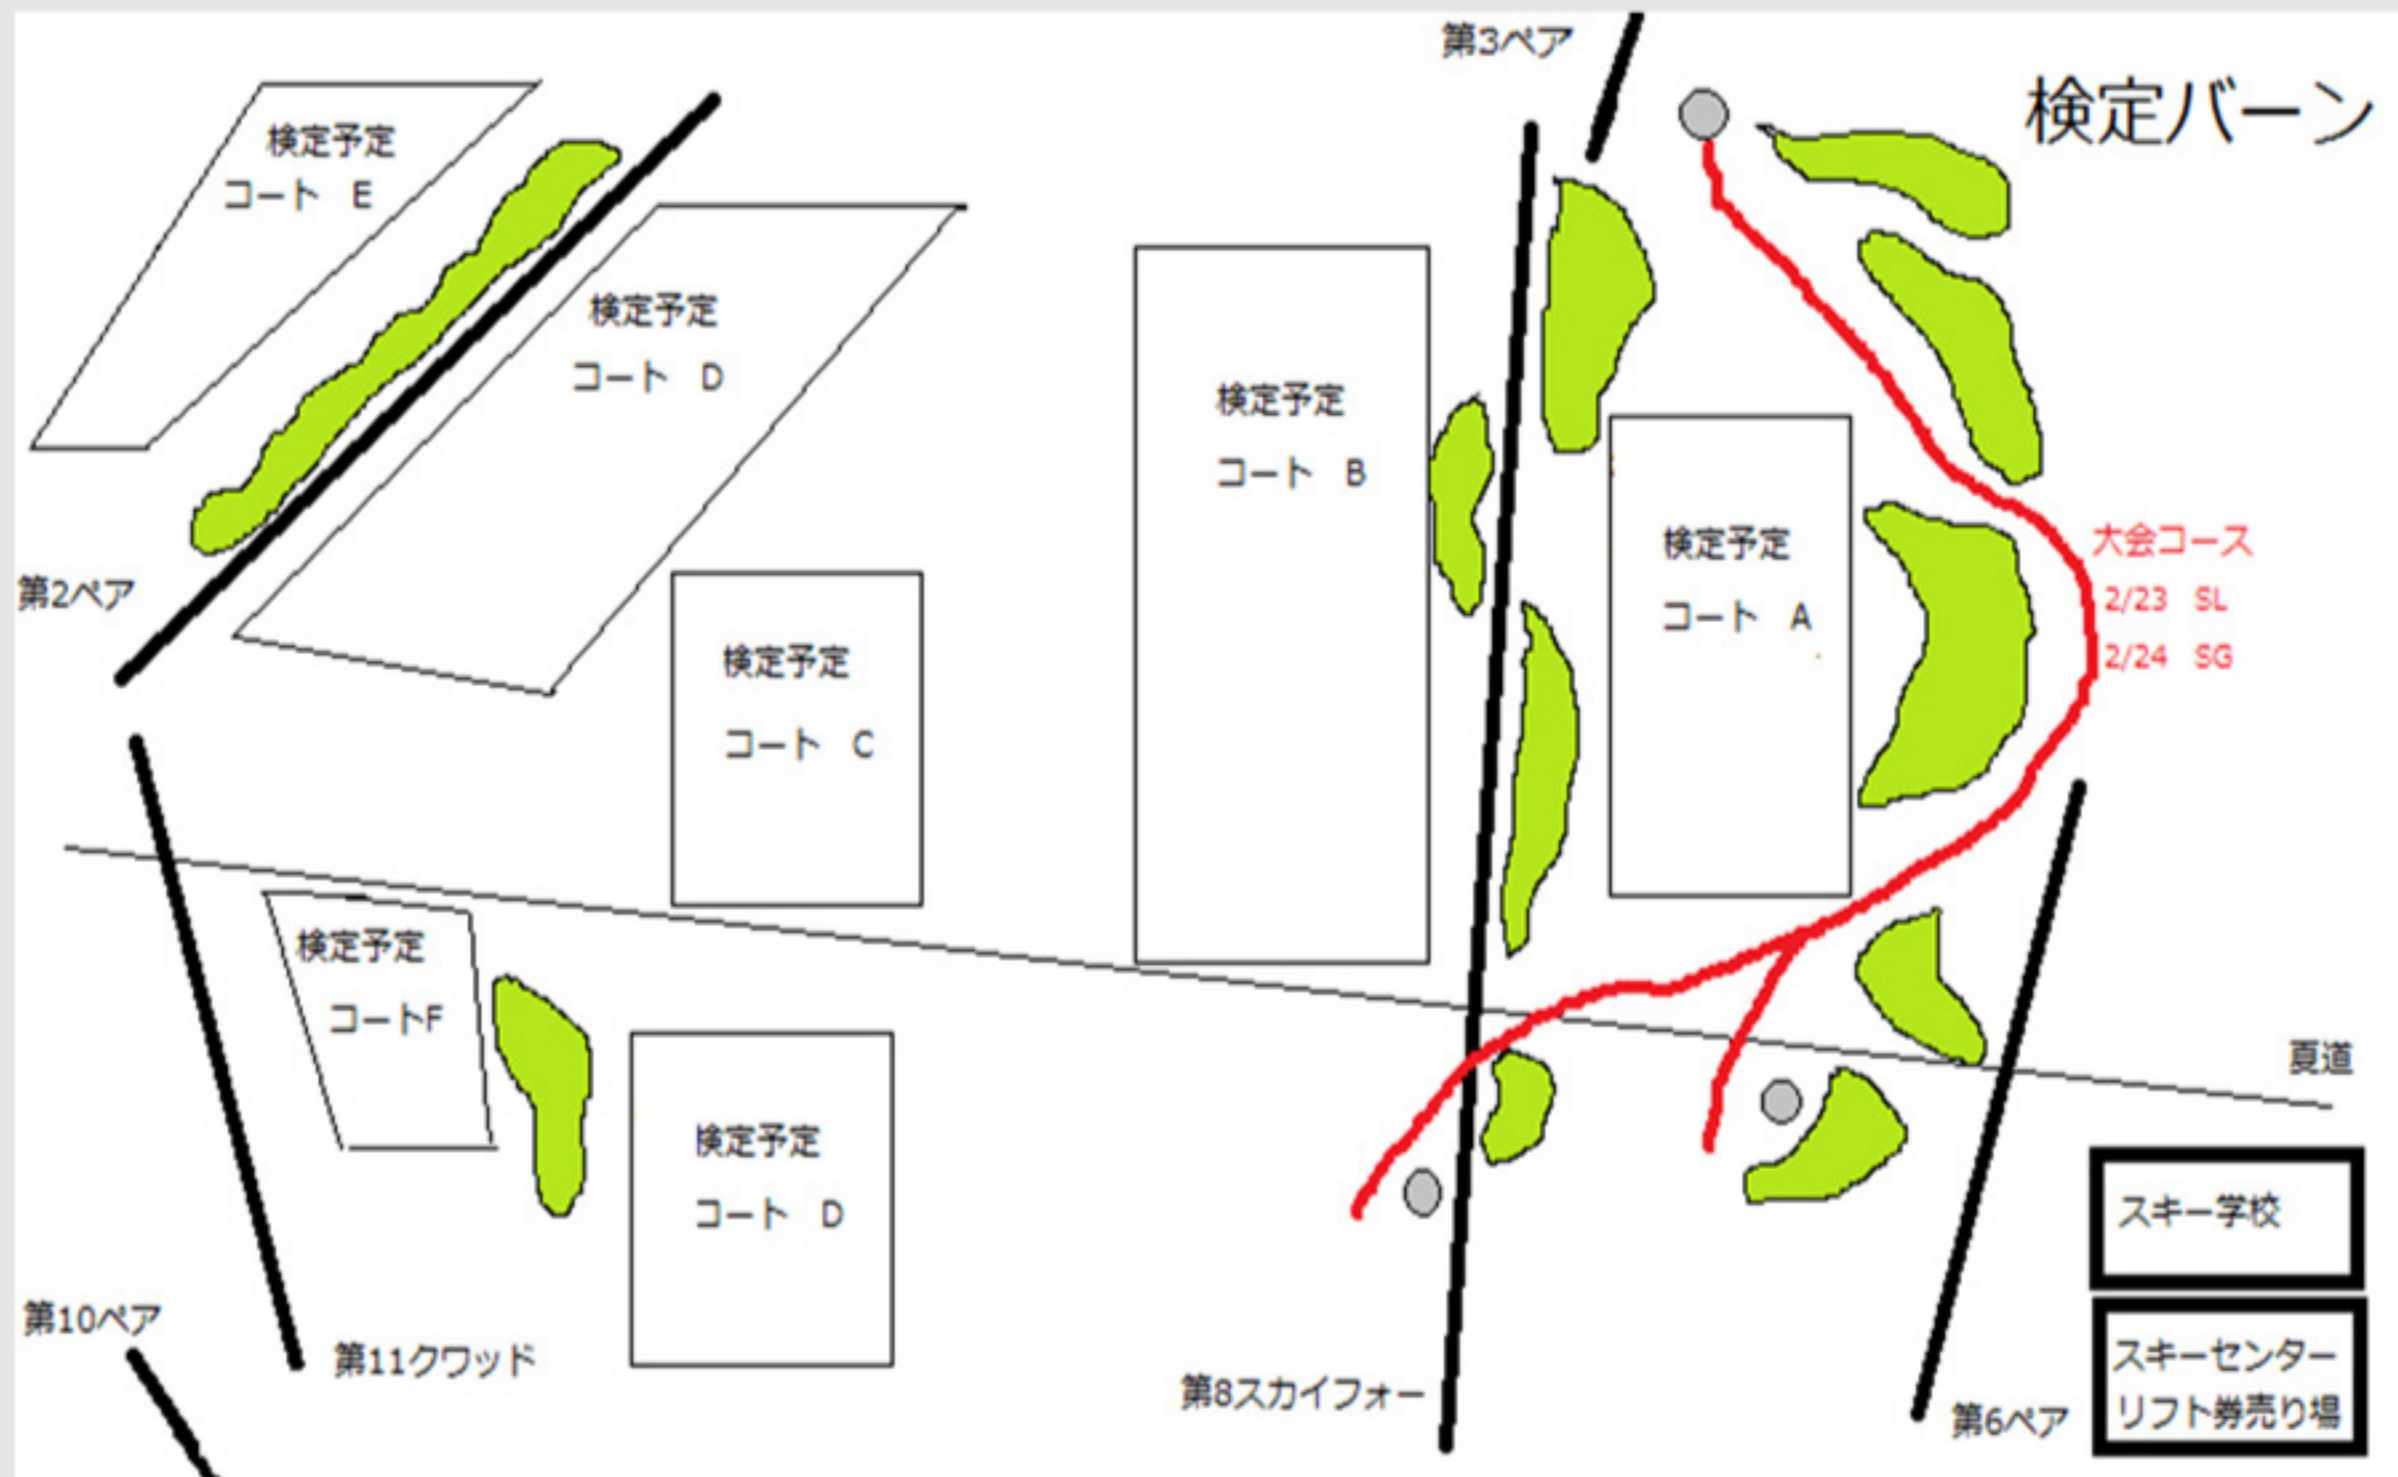 第3ペア
検定バーン
検定予定
コート　E
検定予定
コート　D
検定予定
コート　B
検定予定
コート　A
大会コース
2/23　SL
2/24　SG
第2ペア
検定予定
コート　C
検定予定
コートF
検定予定
コート　D
夏道
スキー学校
スキーセンター
リフト券売り場
第10ペア
第11クワッド
第8スカイフォー
第6ペア